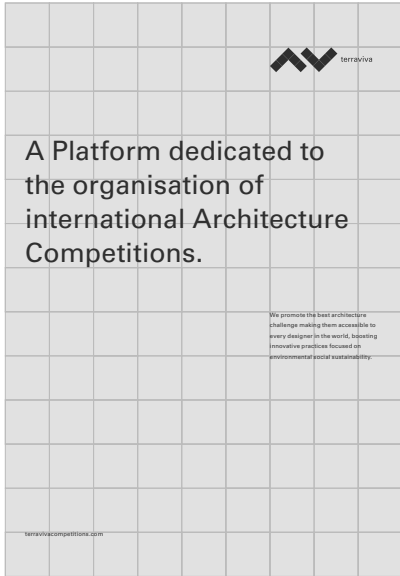 terraviva
A Platform dedicated to
the organisation of
international Architecture
Competitions.
We promote the best architecture
challenge making them accessible to
every designer in the world, boosting
innovative practices focused on
environmental social sustainability.
terravivacompetitions.com